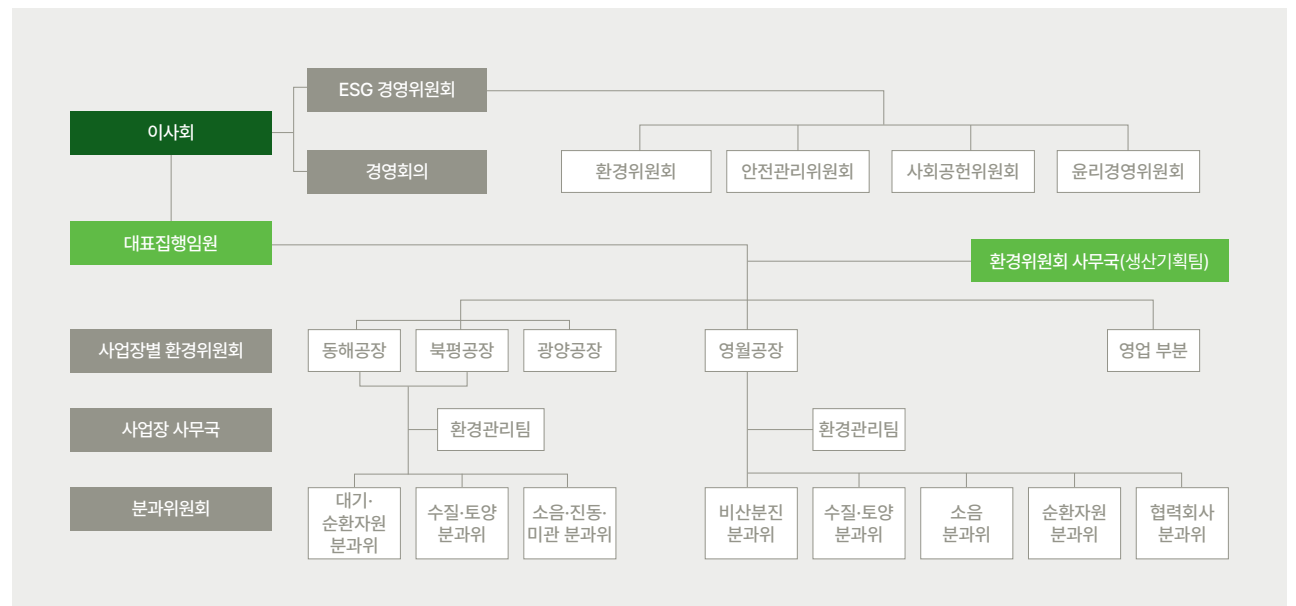 ESG 경영위원회
이사회
경영회의
환경위원회
안전관리위원회
사회공헌위원회
윤리경영위원회
대표집행임원
환경위원회 사무국(생산기획팀)
사업장별 환경위원회
동해공장
북평공장
광양공장
영월공장
영업 부분
사업장 사무국
환경관리팀
환경관리팀
분과위원회
대기·
순환자원
분과위
수질·토양
분과위
소음·진동·
미관 분과위
비산분진
분과위
수질·토양
분과위
소음
분과위
순환자원
분과위
협력회사
분과위